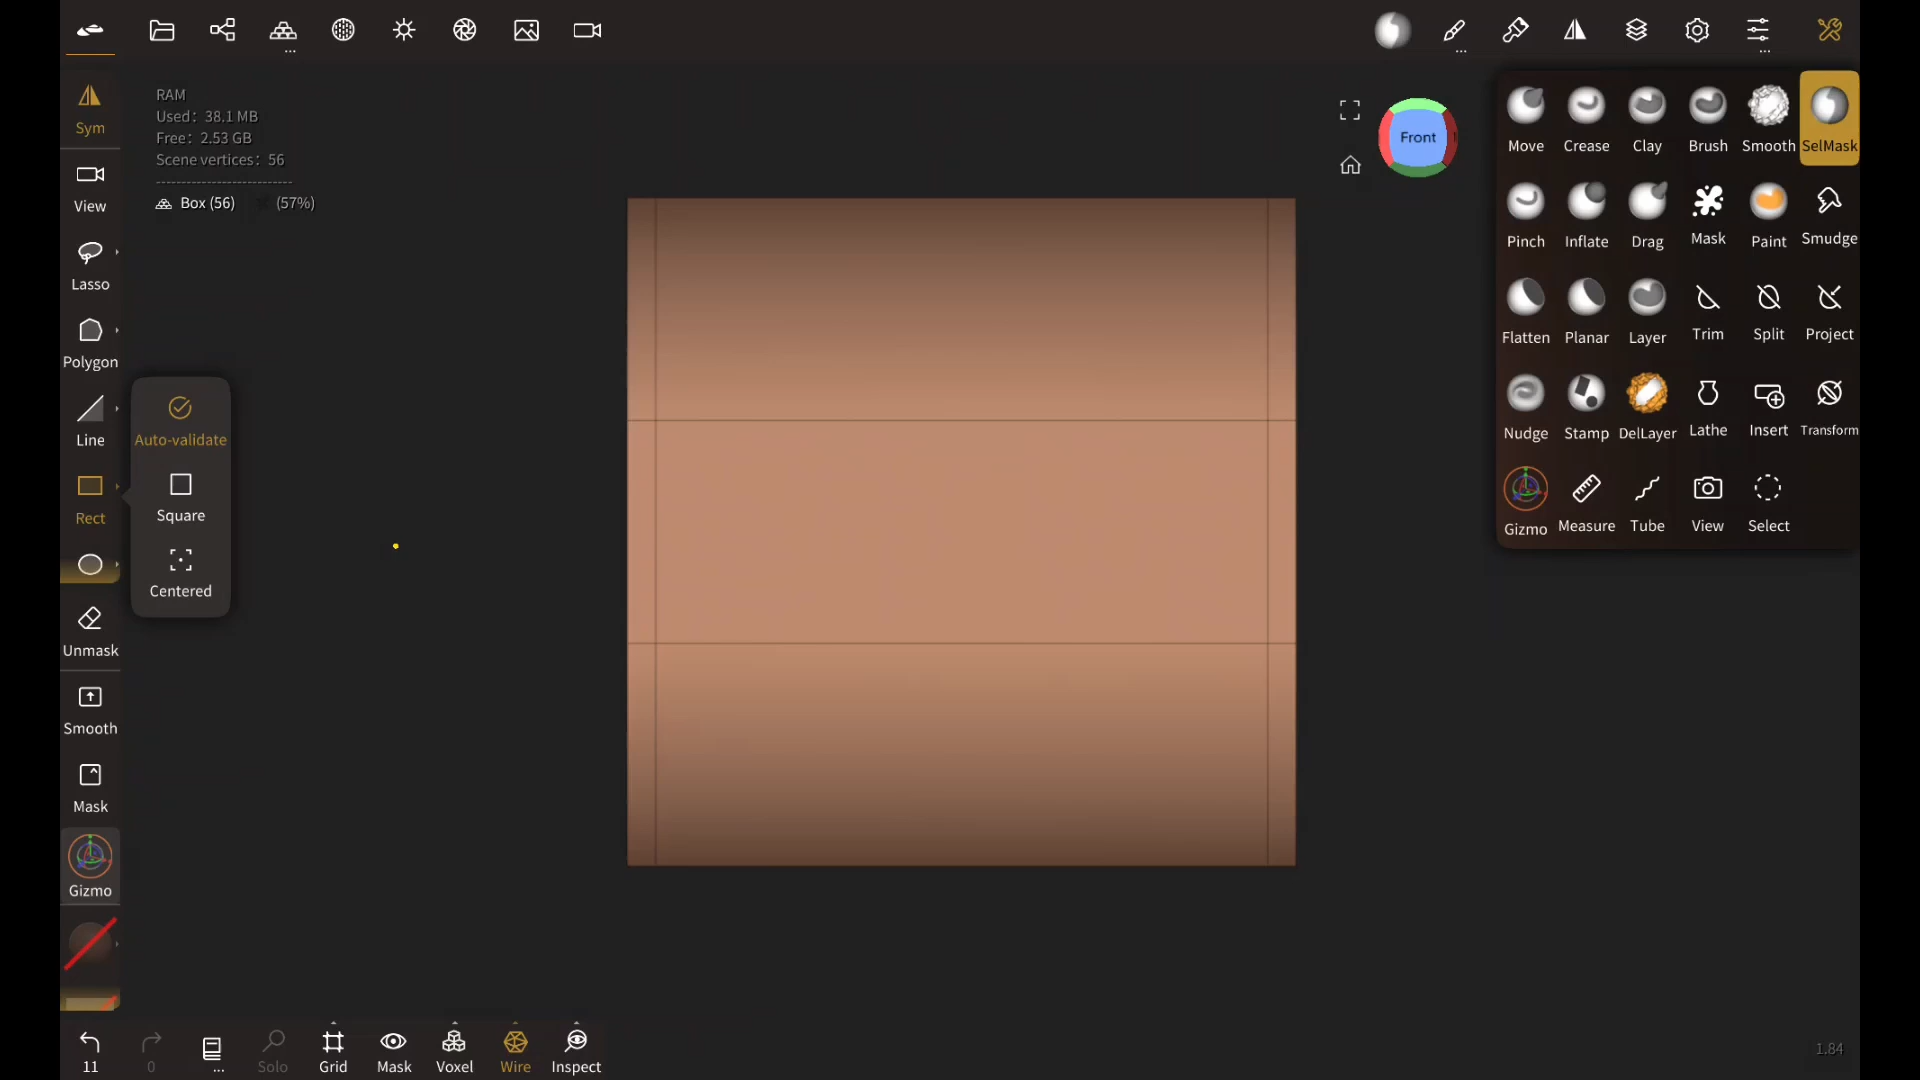 RAM
Used: 38.1 MB
Free: 2.53 GB
Scene vertices: 56
----------------------------
Box (56) (57%)
Front
Sym
View
Lasso
Polygon
Line
Rect
Unmask
Smooth
Mask
Gizmo
Auto-validate
Square
Centered
Move Crease Clay Brush Smooth SelMask
Pinch Inflate Drag Mask Paint Smudge
Flatten Planar Layer Trim Split Project
Nudge Stamp DelLayer Lathe Insert Transform
Gizmo Measure Tube View Select
11 0 ... Solo Grid Mask Voxel Wire Inspect
1.84